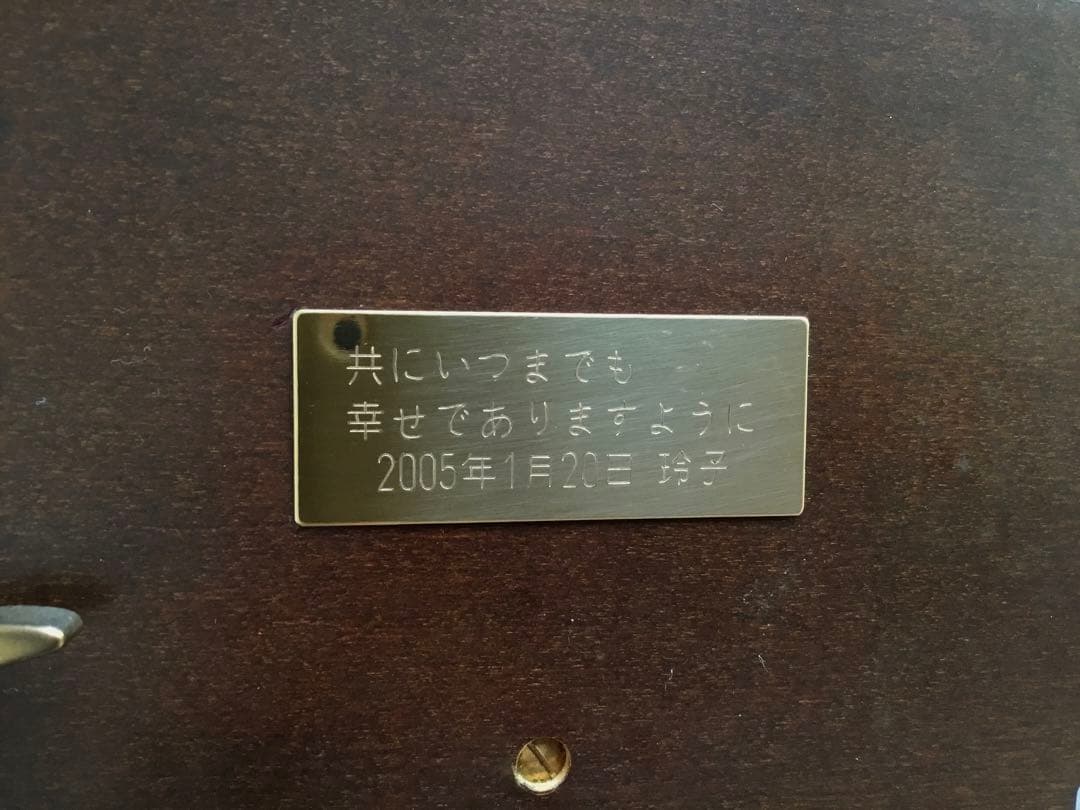 共にいつまでも
幸せでありますように
2005年1月20日 玲子